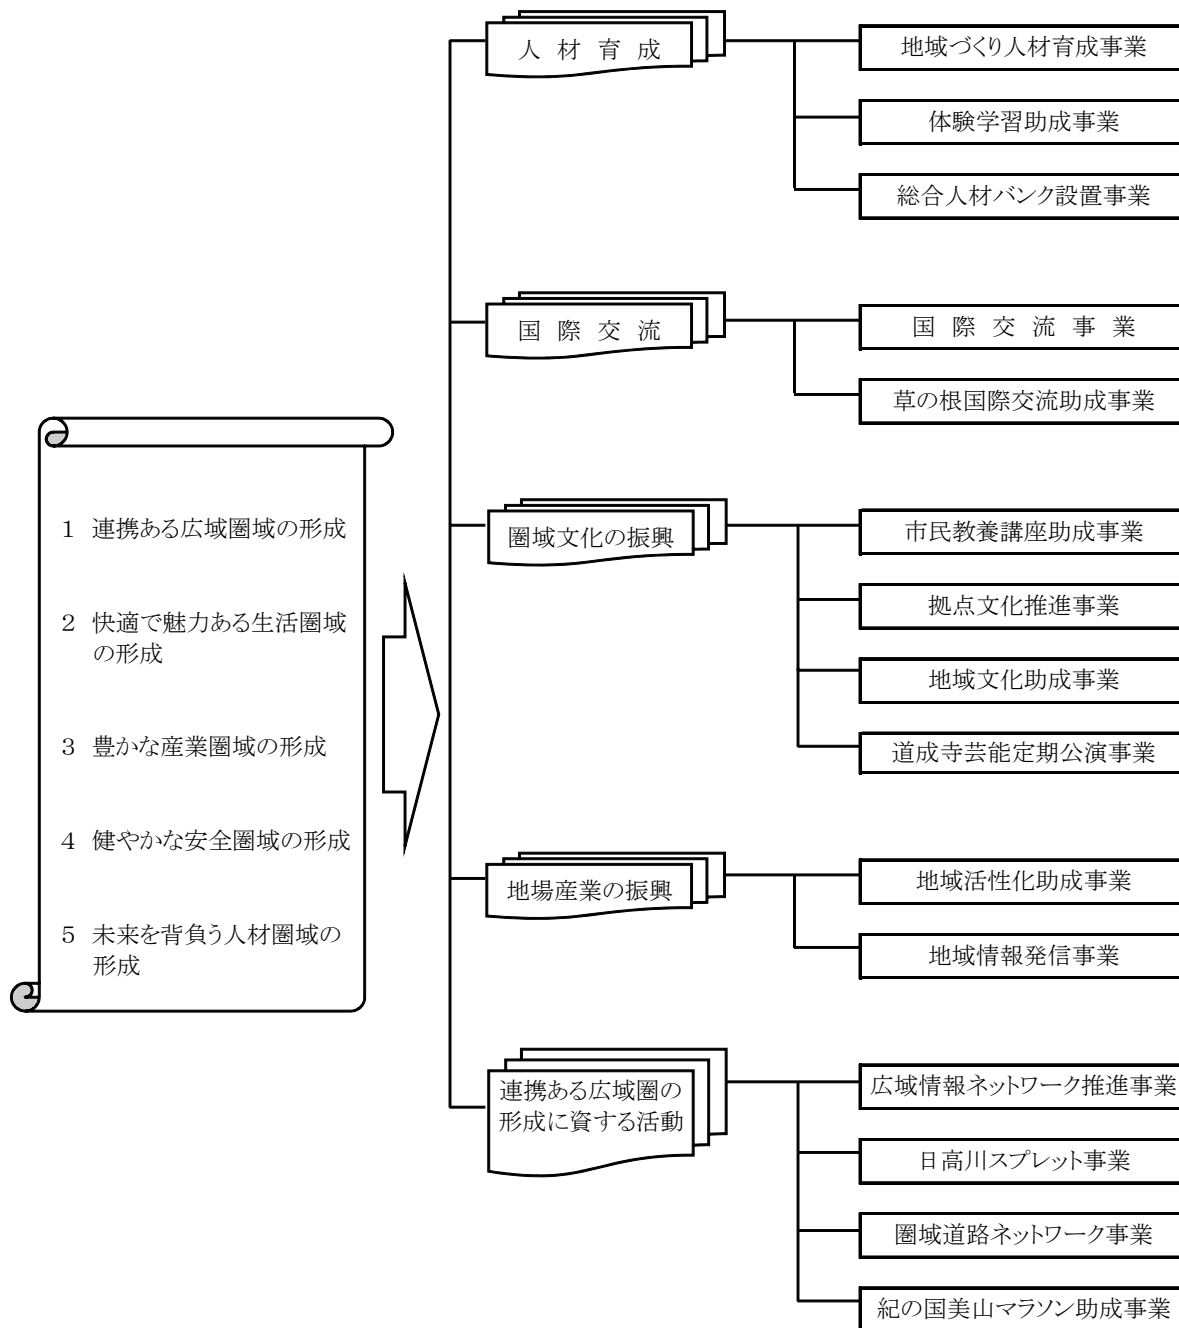 1 連携ある広域圏域の形成
2 快適で魅力ある生活圏域
の形成
3 豊かな産業圏域の形成
4 健やかな安全圏域の形成
5 未来を背負う人材圏域の
形成
人 材 育 成
地域づくり人材育成事業
体験学習助成事業
総合人材バンク設置事業
国 際 交 流
国 際 交 流 事 業
草の根国際交流助成事業
圏域文化の振興
市民教養講座助成事業
拠点文化推進事業
地域文化助成事業
道成寺芸能定期公演事業
地場産業の振興
地域活性化助成事業
地域情報発信事業
連携ある広域圏の
形成に資する活動
広域情報ネットワーク推進事業
日高川スプレット事業
圏域道路ネットワーク事業
紀の国美山マラソン助成事業